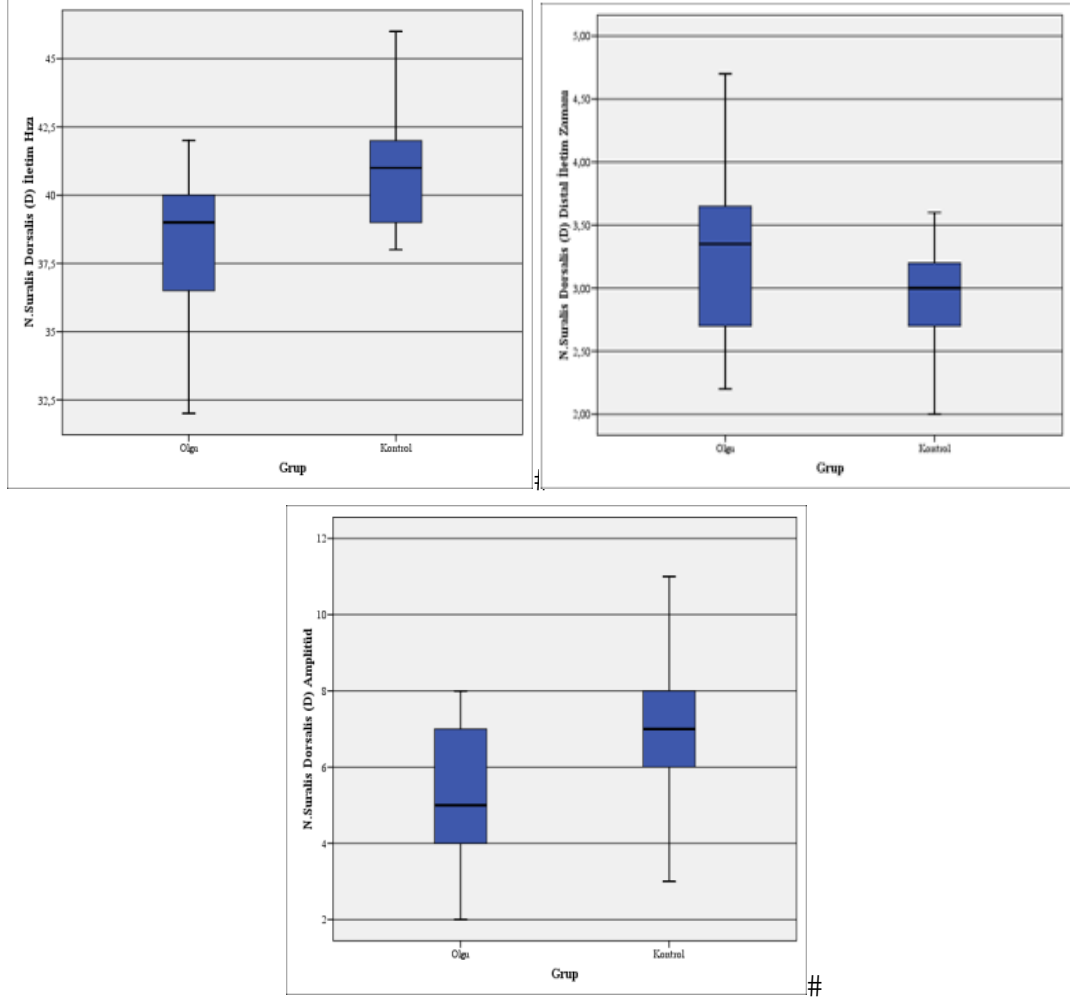 N.Suralis Dorsalis (D) İletim Hızı
45
42,5
40
37,5
35
32,5
Olgu
Kontrol
Grup
#
N.Suralis Dorsalis (D) Distal İletim Zamanı
5,00
4,50
4,00
3,50
3,00
2,50
2,00
Olgu
Kontrol
Grup
N.Suralis Dorsalis (D) Amplitüd
12
10
8
6
4
2
Olgu
Kontrol
Grup
#